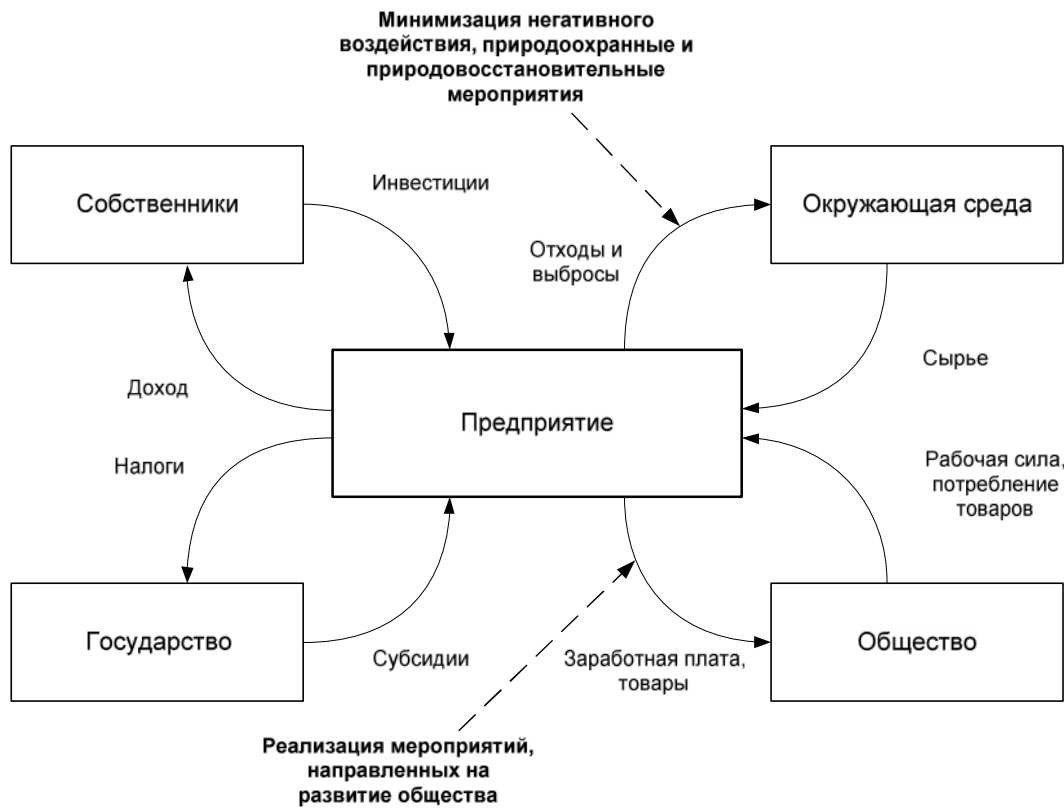 Минимизация негативного
воздействия, природоохранные и
природовосстановительные
мероприятия
Собственники
Инвестиции
Отходы и
выбросы
Окружающая среда
Сырье
Доход
Предприятие
Налоги
Рабочая сила,
потребление
товаров
Государство
Субсидии
Заработная плата,
товары
Общество
Реализация мероприятий,
направленных на
развитие общества